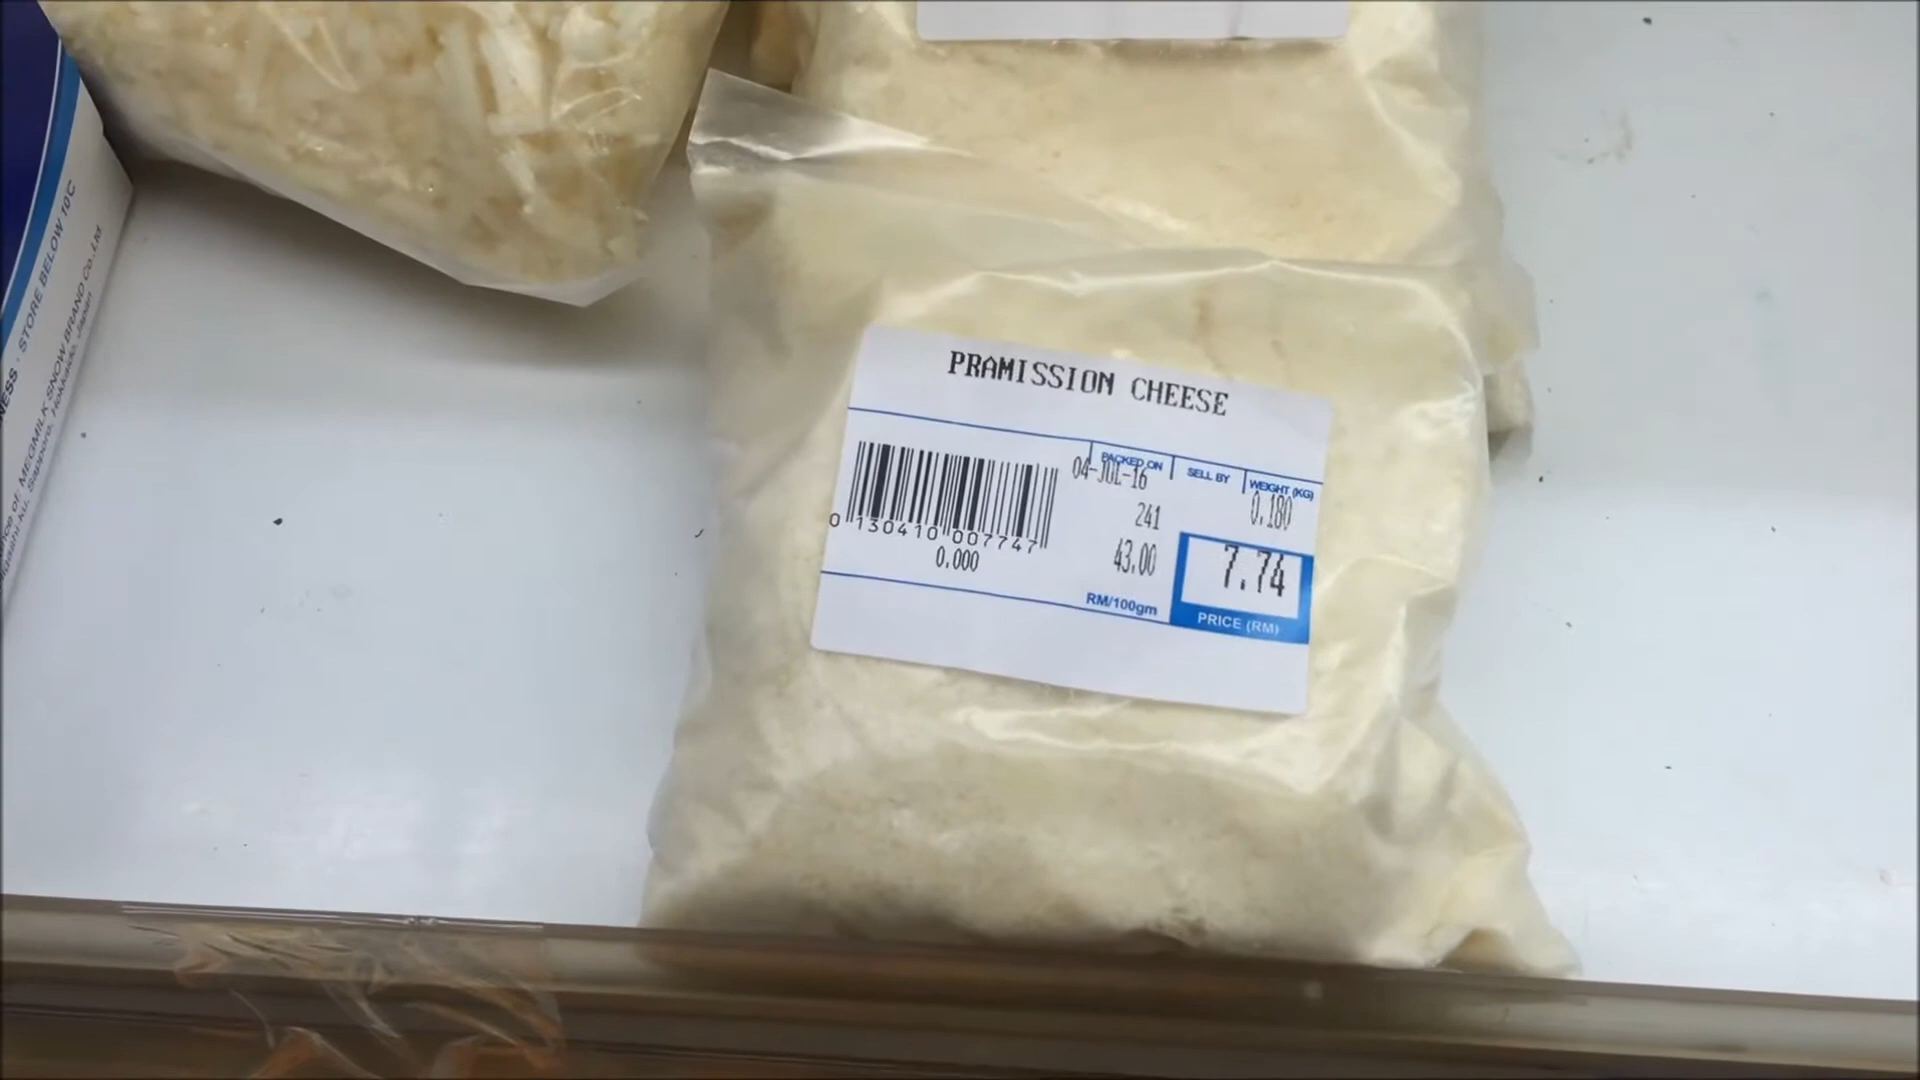 PRAMISSION CHEESE
PACKED ON
SELL BY
WEIGHT (KG)
04-JUL-16
0.180
241
0 130410 007747
0.000
43.00
7.74
RM/100gm
PRICE (RM)
NESS · STORE BELOW 10C
of: MEGMILK SNOW BRAND Co., Ltd
Sapporo, Hokkaido, Japan